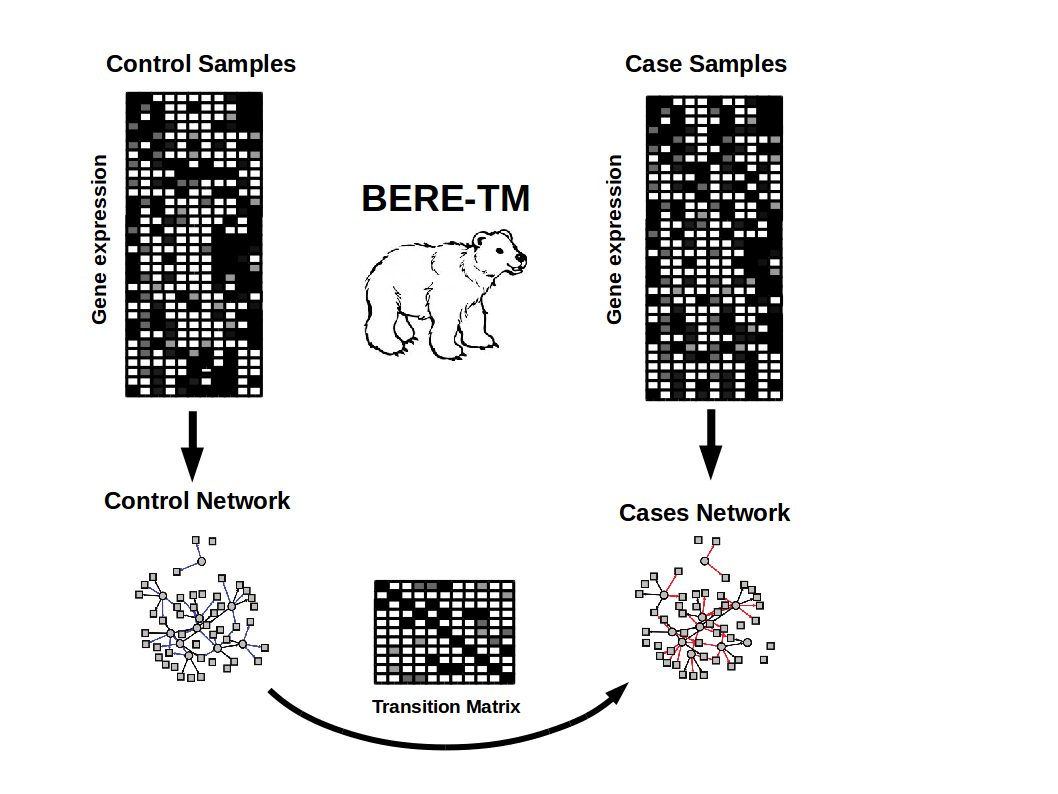 Control Samples
Case Samples
Gene expression
BERE-TM
Gene expression
Control Network
Cases Network
Transition Matrix